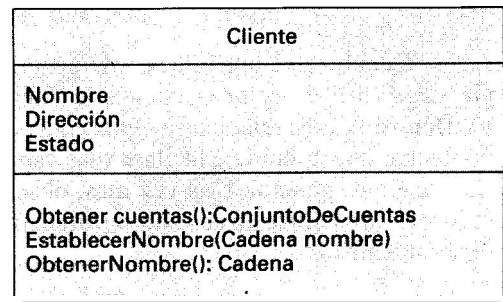 Cliente
Nombre
Dirección
Estado
Obtener cuentas():ConjuntoDeCuentas
EstablecerNombre(Cadena nombre)
ObtenerNombre(): Cadena